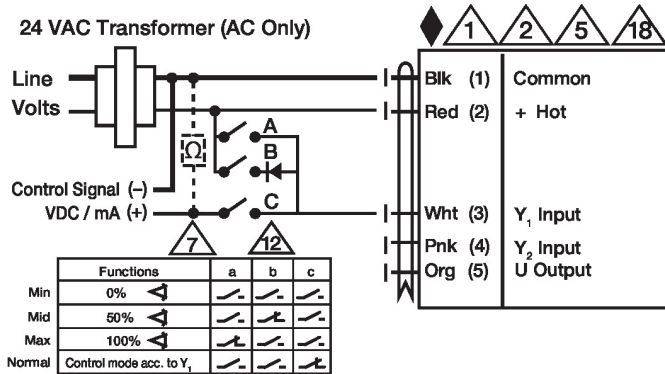 24 VAC Transformer (AC Only)
1 2 5 18
Line
Volts
Blk (1) Common
Red (2) + Hot
A
B
C
Ω
Control Signal (–)
VDC / mA (+)
Wht (3) Y₁ Input
Pnk (4) Y₂ Input
Org (5) U Output
7 12
Functions a b c
Min 0%
Mid 50%
Max 100%
Normal Control mode acc. to Y₁